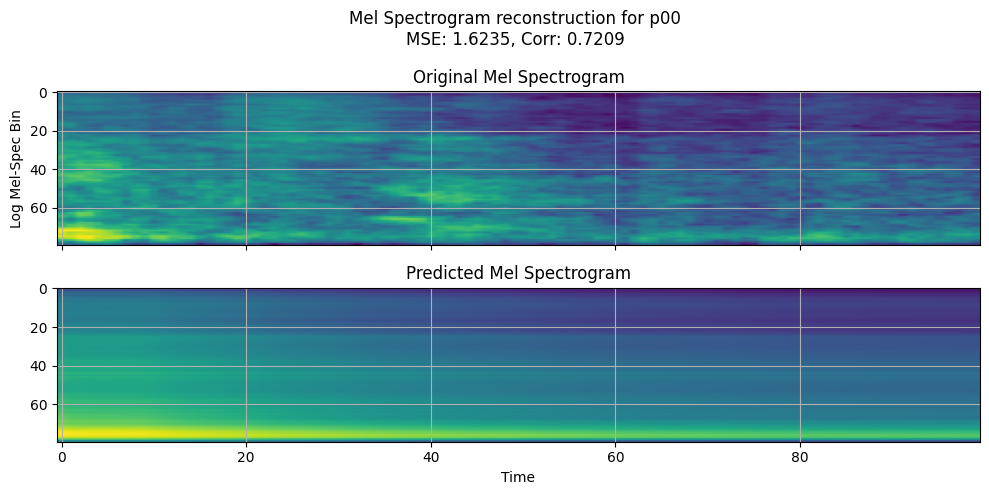 Mel Spectrogram reconstruction for p00
MSE: 1.6235, Corr: 0.7209
Original Mel Spectrogram
0
20
40
60
Log Mel-Spec Bin
Predicted Mel Spectrogram
0
20
40
60
0 20 40 60 80
Time